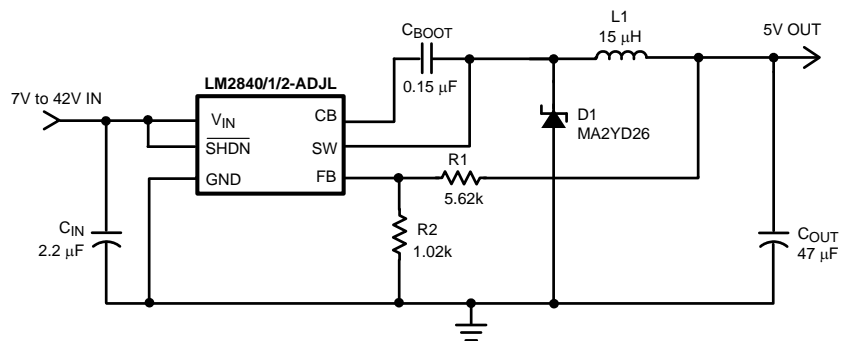 CBOOT
0.15 μF
L1
15 μH
5V OUT
LM2840/1/2-ADJL
7V to 42V IN
VIN
SHDN
GND
CB
SW
FB
D1
MA2YD26
R1
5.62k
R2
1.02k
CIN
2.2 μF
COUT
47 μF